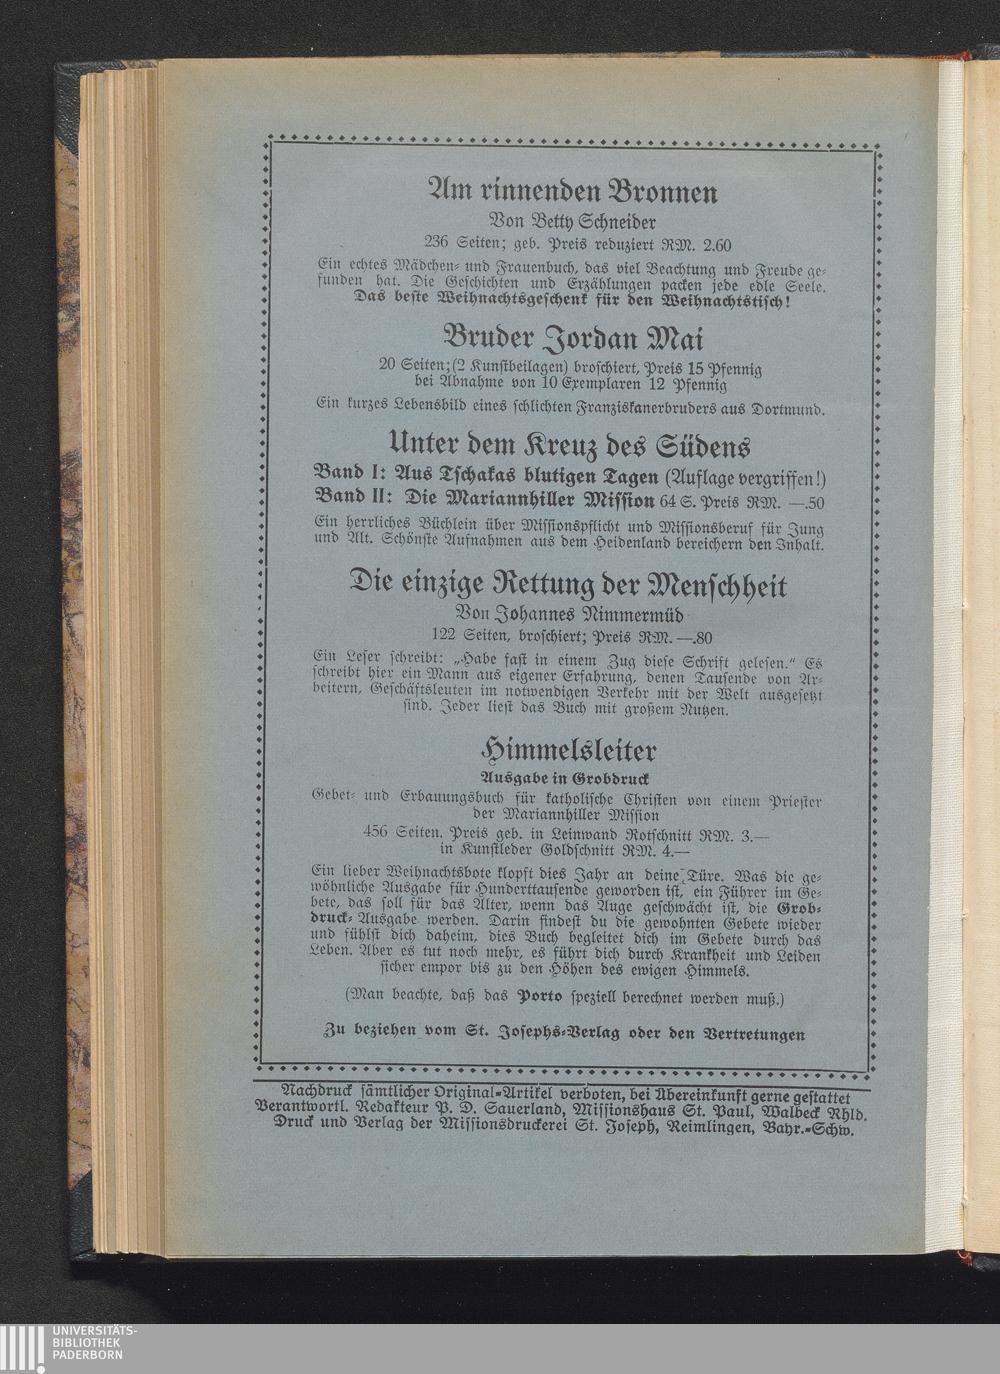 Am rinnenden Bronnen
Von Betty Schneider
236 Seiten; geb. Preis reduziert RM. 2.60
Ein echtes Mädchen- und Frauenbuch, das viel Beachtung und Freude ge-
funden hat. Die Geschichten und Erzählungen packen jede edle Seele.
Das beste Weihnachtsgeschenk für den Weihnachtstisch!
Bruder Jordan Mai
20 Seiten; (2 Kunstbeilagen) broschiert, Preis 15 Pfennig
bei Abnahme von 10 Exemplaren 12 Pfennig
Ein kurzes Lebensbild eines schlichten Franziskanerbruders aus Dortmund.
Unter dem Kreuz des Südens
Band I: Aus Tschakas blutigen Tagen (Auflage vergriffen!)
Band II: Die Mariannhiller Mission 64 S. Preis RM. —.50
Ein herrliches Büchlein über Missionspflicht und Missionsberuf für Jung
und Alt. Schönste Aufnahmen aus dem Heidenland bereichern den Inhalt.
Die einzige Rettung der Menschheit
Von Johannes Nimmermüd
122 Seiten, broschiert; Preis RM. —.80
Ein Leser schreibt: „Habe fast in einem Zug diese Schrift gelesen.“ Es
schreibt hier ein Mann aus eigener Erfahrung, denen Tausende von Ar-
beitern, Geschäftsleuten im notwendigen Verkehr mit der Welt ausgesetzt
sind. Jeder liest das Buch mit großem Nutzen.
Himmelsleiter
Ausgabe in Grobdruck
Gebet- und Erbauungsbuch für katholische Christen von einem Priester
der Mariannhiller Mission
456 Seiten. Preis geb. in Leinwand Rotschnitt RM. 3.—
in Kunstleder Goldschnitt RM. 4.—
Ein lieber Weihnachtsbote klopft dies Jahr an deine Türe. Was die ge-
wöhnliche Ausgabe für Hunderttausende geworden ist, ein Führer im Ge-
bete, das soll für das Alter, wenn das Auge geschwächt ist, die Grob-
druck-Ausgabe werden. Darin findest du die gewohnten Gebete wieder
und fühlst dich daheim, dies Buch begleitet dich im Gebete durch das
Leben. Aber es tut noch mehr, es führt dich durch Krankheit und Leiden
sicher empor bis zu den Höhen des ewigen Himmels.
(Man beachte, daß das Porto speziell berechnet werden muß.)
Zu beziehen vom St. Josephs-Verlag oder den Vertretungen
Nachdruck sämtlicher Original-Artikel verboten, bei Übereinkunft gerne gestattet
Verantwortl. Redakteur P. D. Sauerland, Missionshaus St. Paul, Walbeck Rhld.
Druck und Verlag der Missionsdruckerei St. Joseph, Reimlingen, Bayr.-Schw.
UNIVERSITÄTS-
BIBLIOTHEK
PADERBORN